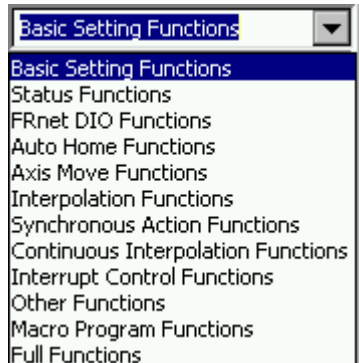 Basic Setting Functions
Basic Setting Functions
Status Functions
FRnet DIO Functions
Auto Home Functions
Axis Move Functions
Interpolation Functions
Synchronous Action Functions
Continuous Interpolation Functions
Interrupt Control Functions
Other Functions
Macro Program Functions
Full Functions